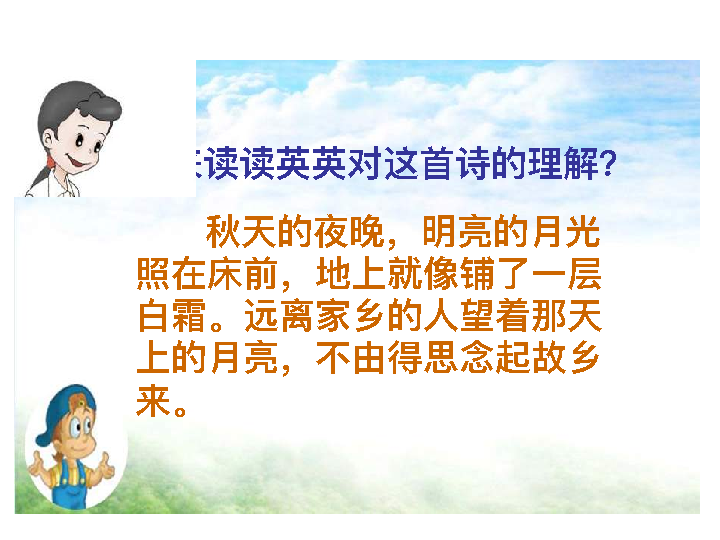 来读读英英对这首诗的理解？
秋天的夜晚，明亮的月光
照在床前，地上就像铺了一层
白霜。远离家乡的人望着那天
上的月亮，不由得思念起故乡
来。